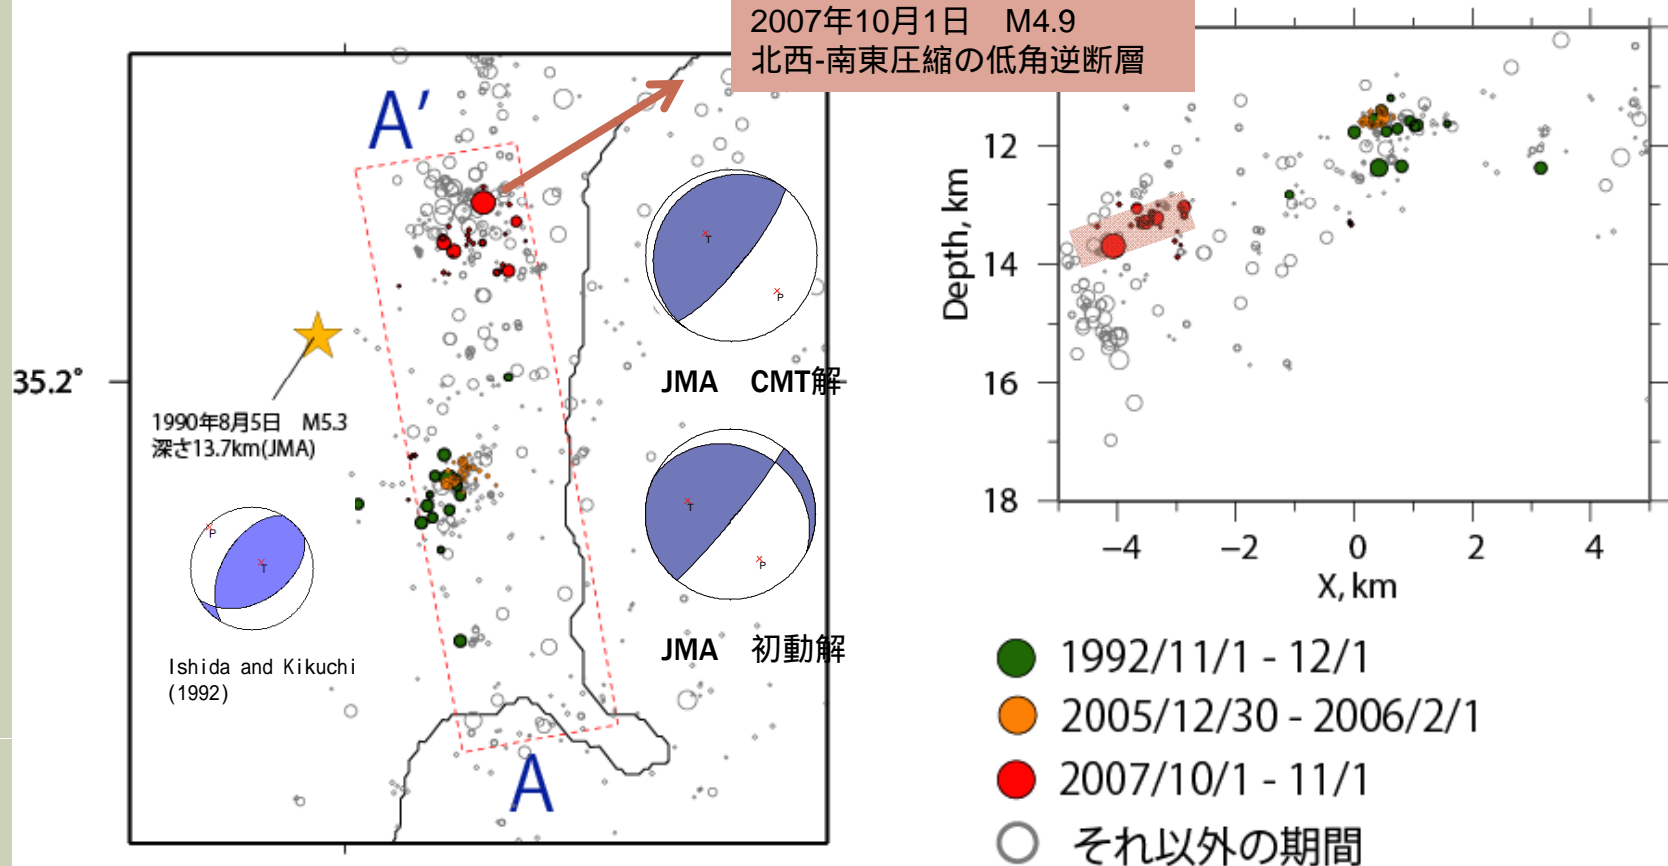 2007年10月1日　M4.9
北西-南東圧縮の低角逆断層
A′
35.2°
1990年8月5日　M5.3
深さ13.7km(JMA)
P
T
Ishida and Kikuchi
(1992)
A
T
P
JMA　CMT解
T
P
JMA　初動解
Depth, km
12
14
16
18
−4
−2
0
2
4
X, km
1992/11/1 - 12/1
2005/12/30 - 2006/2/1
2007/10/1 - 11/1
それ以外の期間